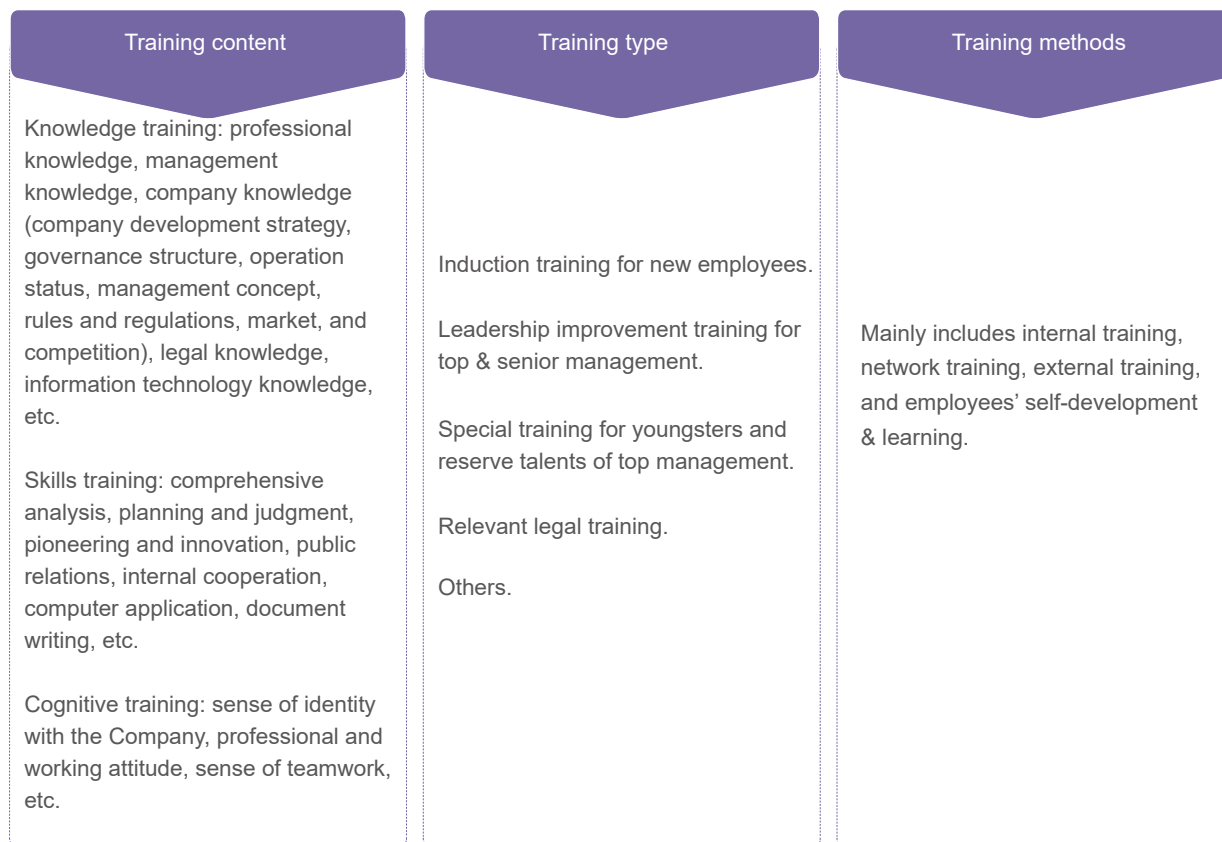 Training content
Knowledge training: professional
knowledge, management
knowledge, company knowledge
(company development strategy,
governance structure, operation
status, management concept,
rules and regulations, market, and
competition), legal knowledge,
information technology knowledge,
etc.
Skills training: comprehensive
analysis, planning and judgment,
pioneering and innovation, public
relations, internal cooperation,
computer application, document
writing, etc.
Cognitive training: sense of identity
with the Company, professional and
working attitude, sense of teamwork,
etc.
Training type
Induction training for new employees.
Leadership improvement training for
top & senior management.
Special training for youngsters and
reserve talents of top management.
Relevant legal training.
Others.
Training methods
Mainly includes internal training,
network training, external training,
and employees’ self-development
& learning.